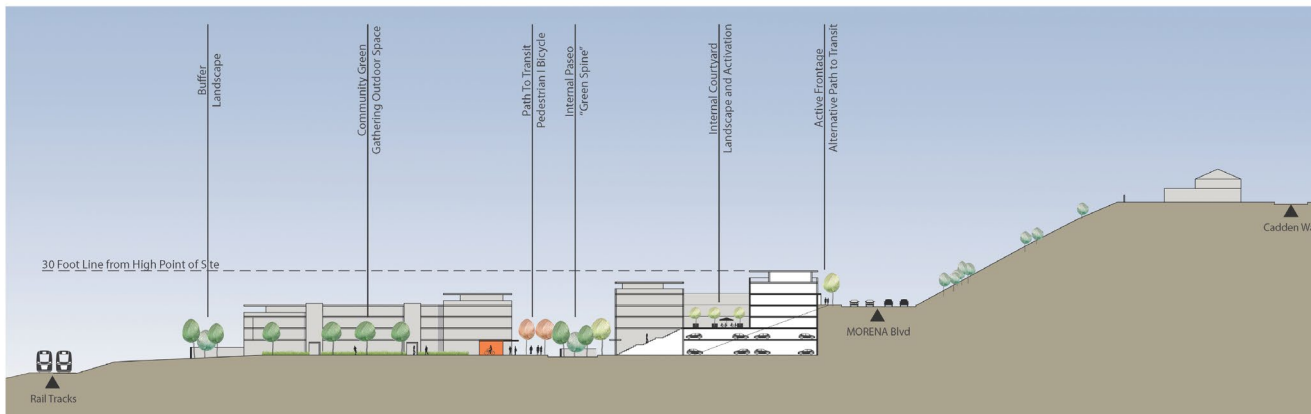 Buffer
Landscape
Community Green
Gathering Outdoor Space
Path To Transit
Pedestrian I Bicycle
Internal Paseo
"Green Spine"
Internal Courtyard
Landscape and Activation
Active Frontage
Alternative Path to Transit
30 Foot Line from High Point of Site
Cadden Wa
MORENA Blvd
Rail Tracks